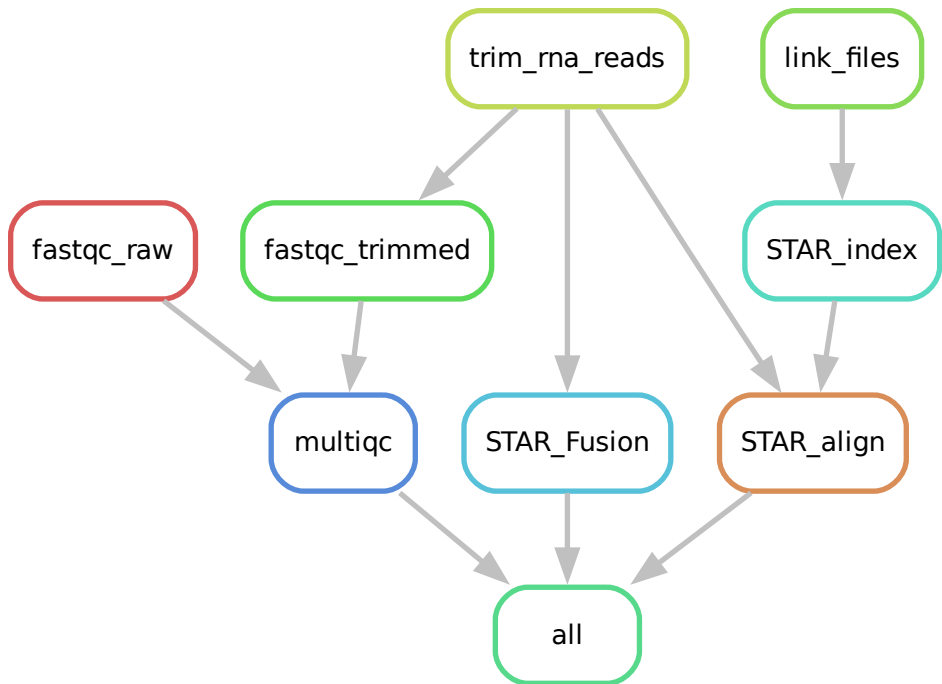 trim_rna_reads
link_files
fastqc_raw
fastqc_trimmed
STAR_index
multiqc
STAR_Fusion
STAR_align
all